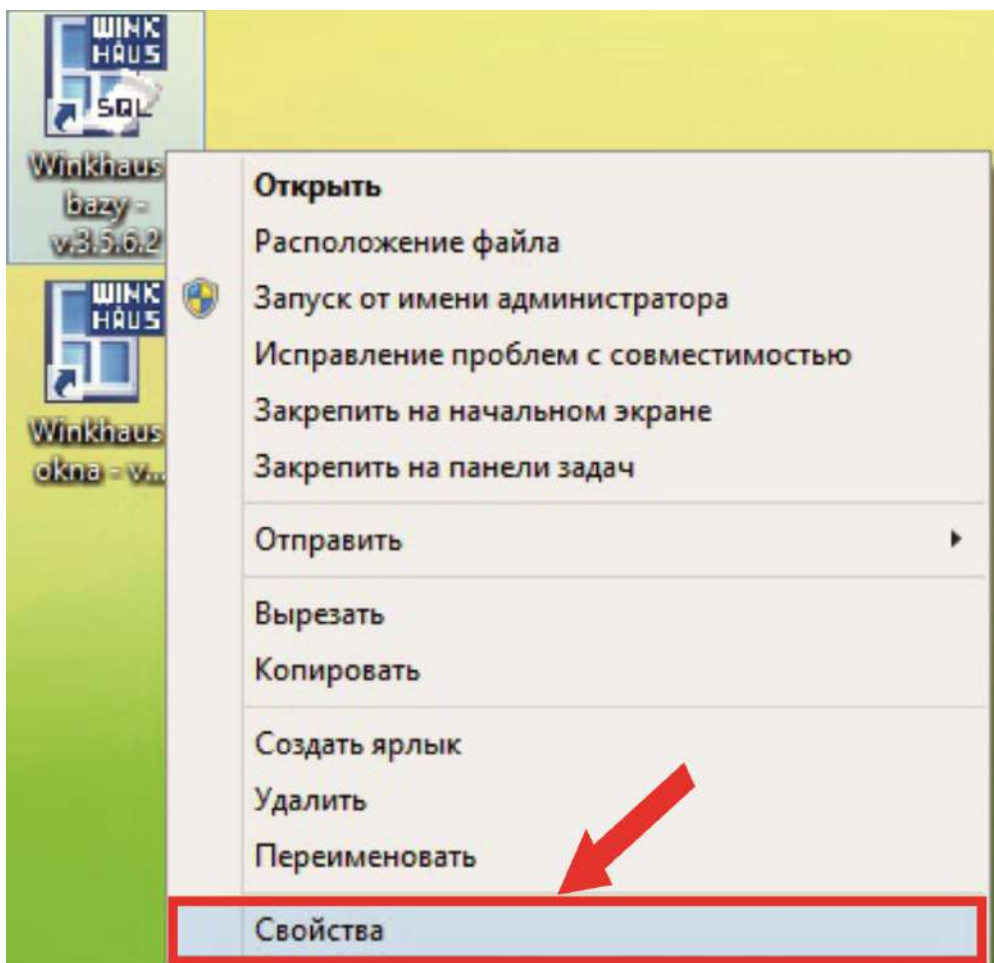 WINK
HAUS
SQL
Winkhaus
bazy -
v.3.5.6.2
WINK
HAUS
Winkhaus
okna - v...
Открыть
Расположение файла
Запуск от имени администратора
Исправление проблем с совместимостью
Закрепить на начальном экране
Закрепить на панели задач
Отправить
Вырезать
Копировать
Создать ярлык
Удалить
Переименовать
Свойства